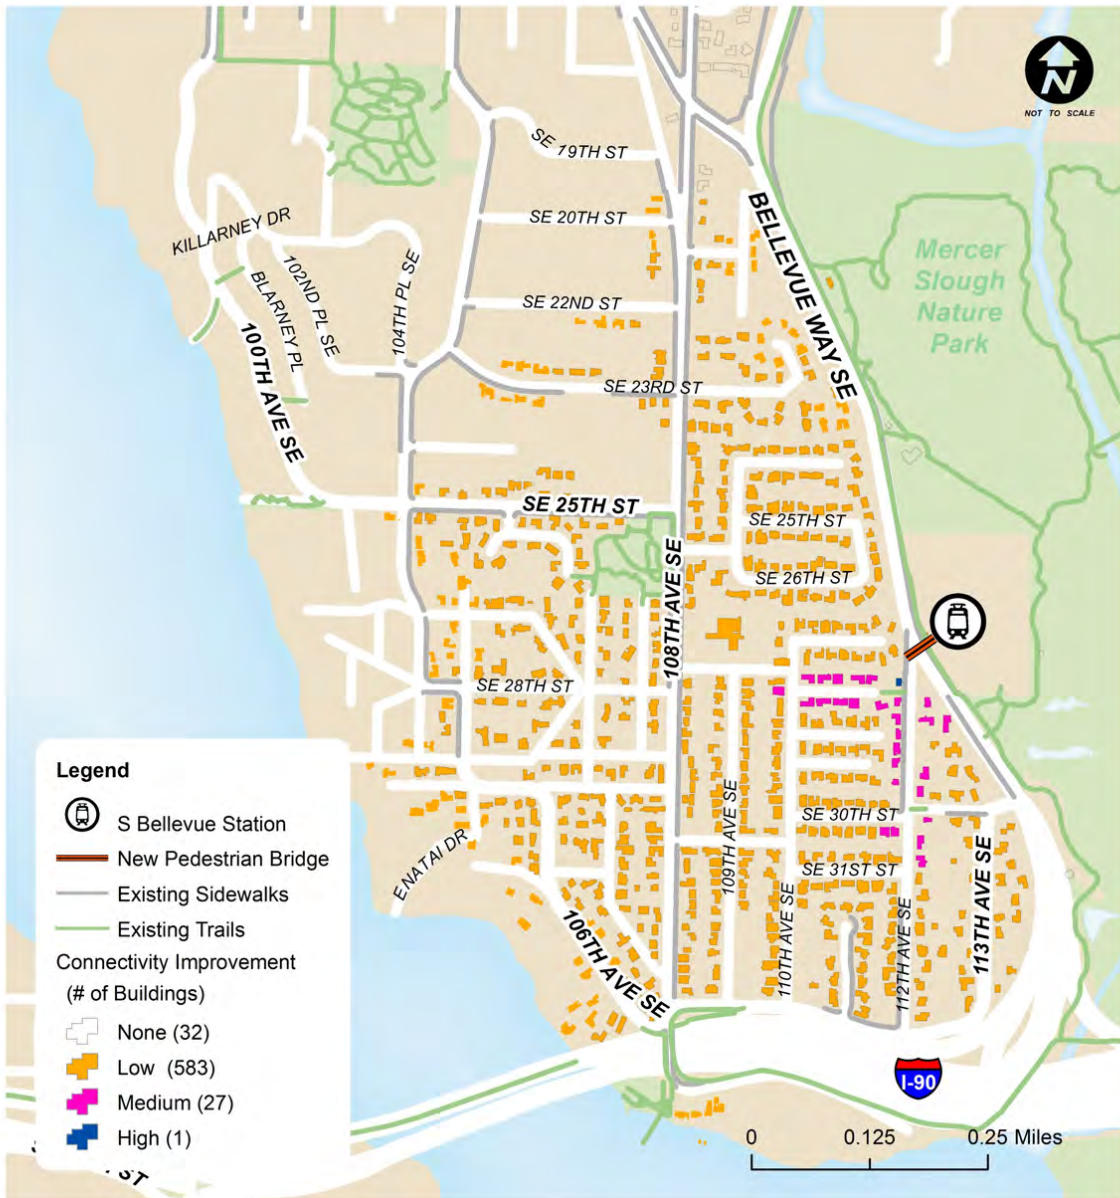 N
NOT TO SCALE
SE 19TH ST
SE 20TH ST
BELLEVUE WAY SE
KILLARNEY DR
Mercer
Slough
Nature
Park
102ND PL SE
104TH PL SE
BLARNEY PL
SE 22ND ST
100TH AVE SE
SE 23RD ST
SE 25TH ST
SE 25TH ST
108TH AVE SE
SE 26TH ST
SE 28TH ST
109TH AVE SE
SE 30TH ST
ENATAI DR
SE 31ST ST
113TH AVE SE
106TH AVE SE
110TH AVE SE
112TH AVE SE
I-90
Legend
S Bellevue Station
New Pedestrian Bridge
Existing Sidewalks
Existing Trails
Connectivity Improvement
(# of Buildings)
None (32)
Low (583)
Medium (27)
High (1)
ST
0 0.125 0.25 Miles